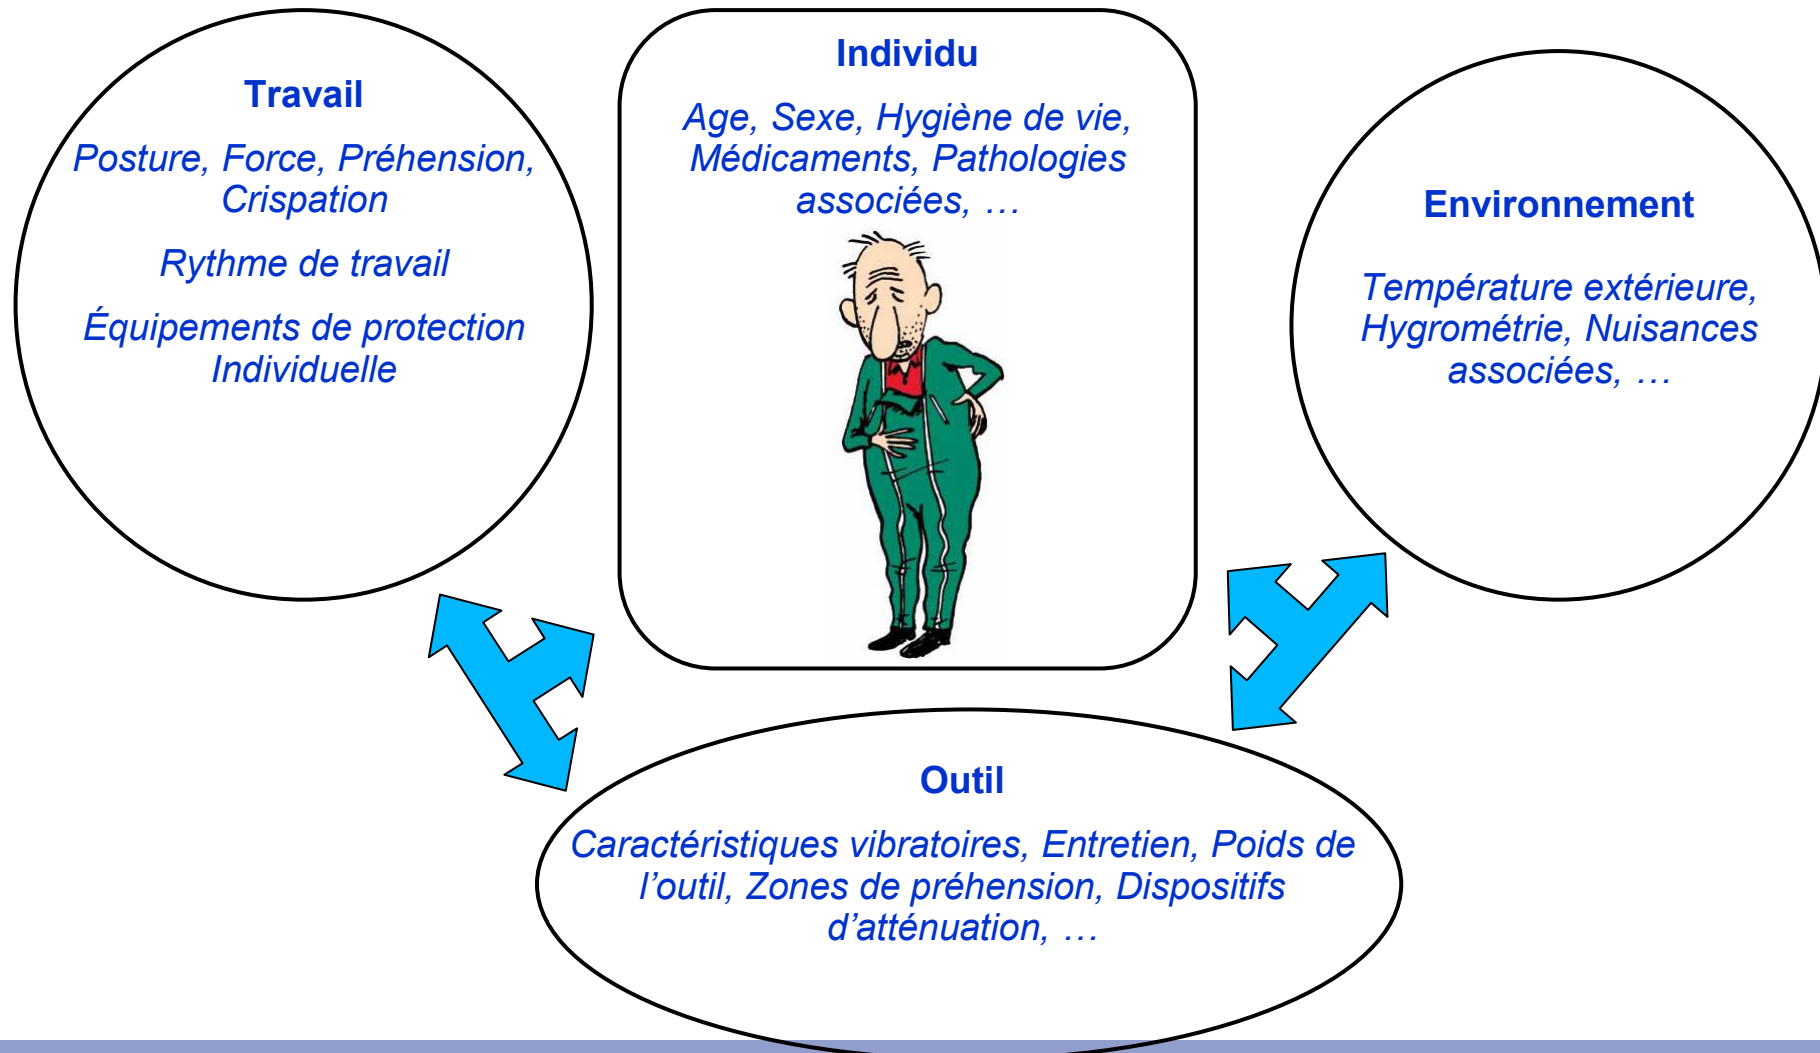 Travail
Posture, Force, Préhension,
Crispation
Rythme de travail
Équipements de protection
Individuelle
Individu
Age, Sexe, Hygiène de vie,
Médicaments, Pathologies
associées, …
Environnement
Température extérieure,
Hygrométrie, Nuisances
associées, …
Outil
Caractéristiques vibratoires, Entretien, Poids de
l’outil, Zones de préhension, Dispositifs
d’atténuation, …